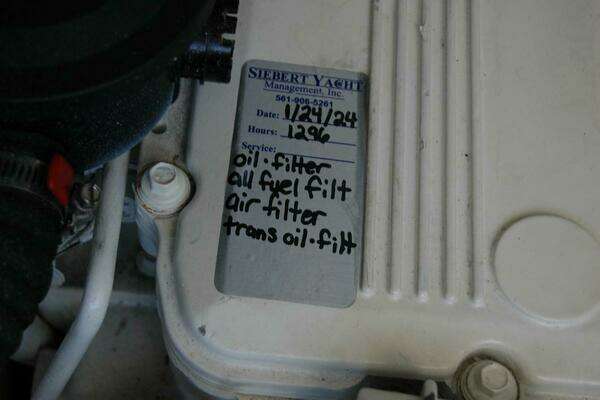 SIEBERT YACHT
Management, Inc.
561-906-5261
Date: 1/24/24
Hours: 1296
Service:
oil·filter
all fuel filt
air filter
trans oil·filt